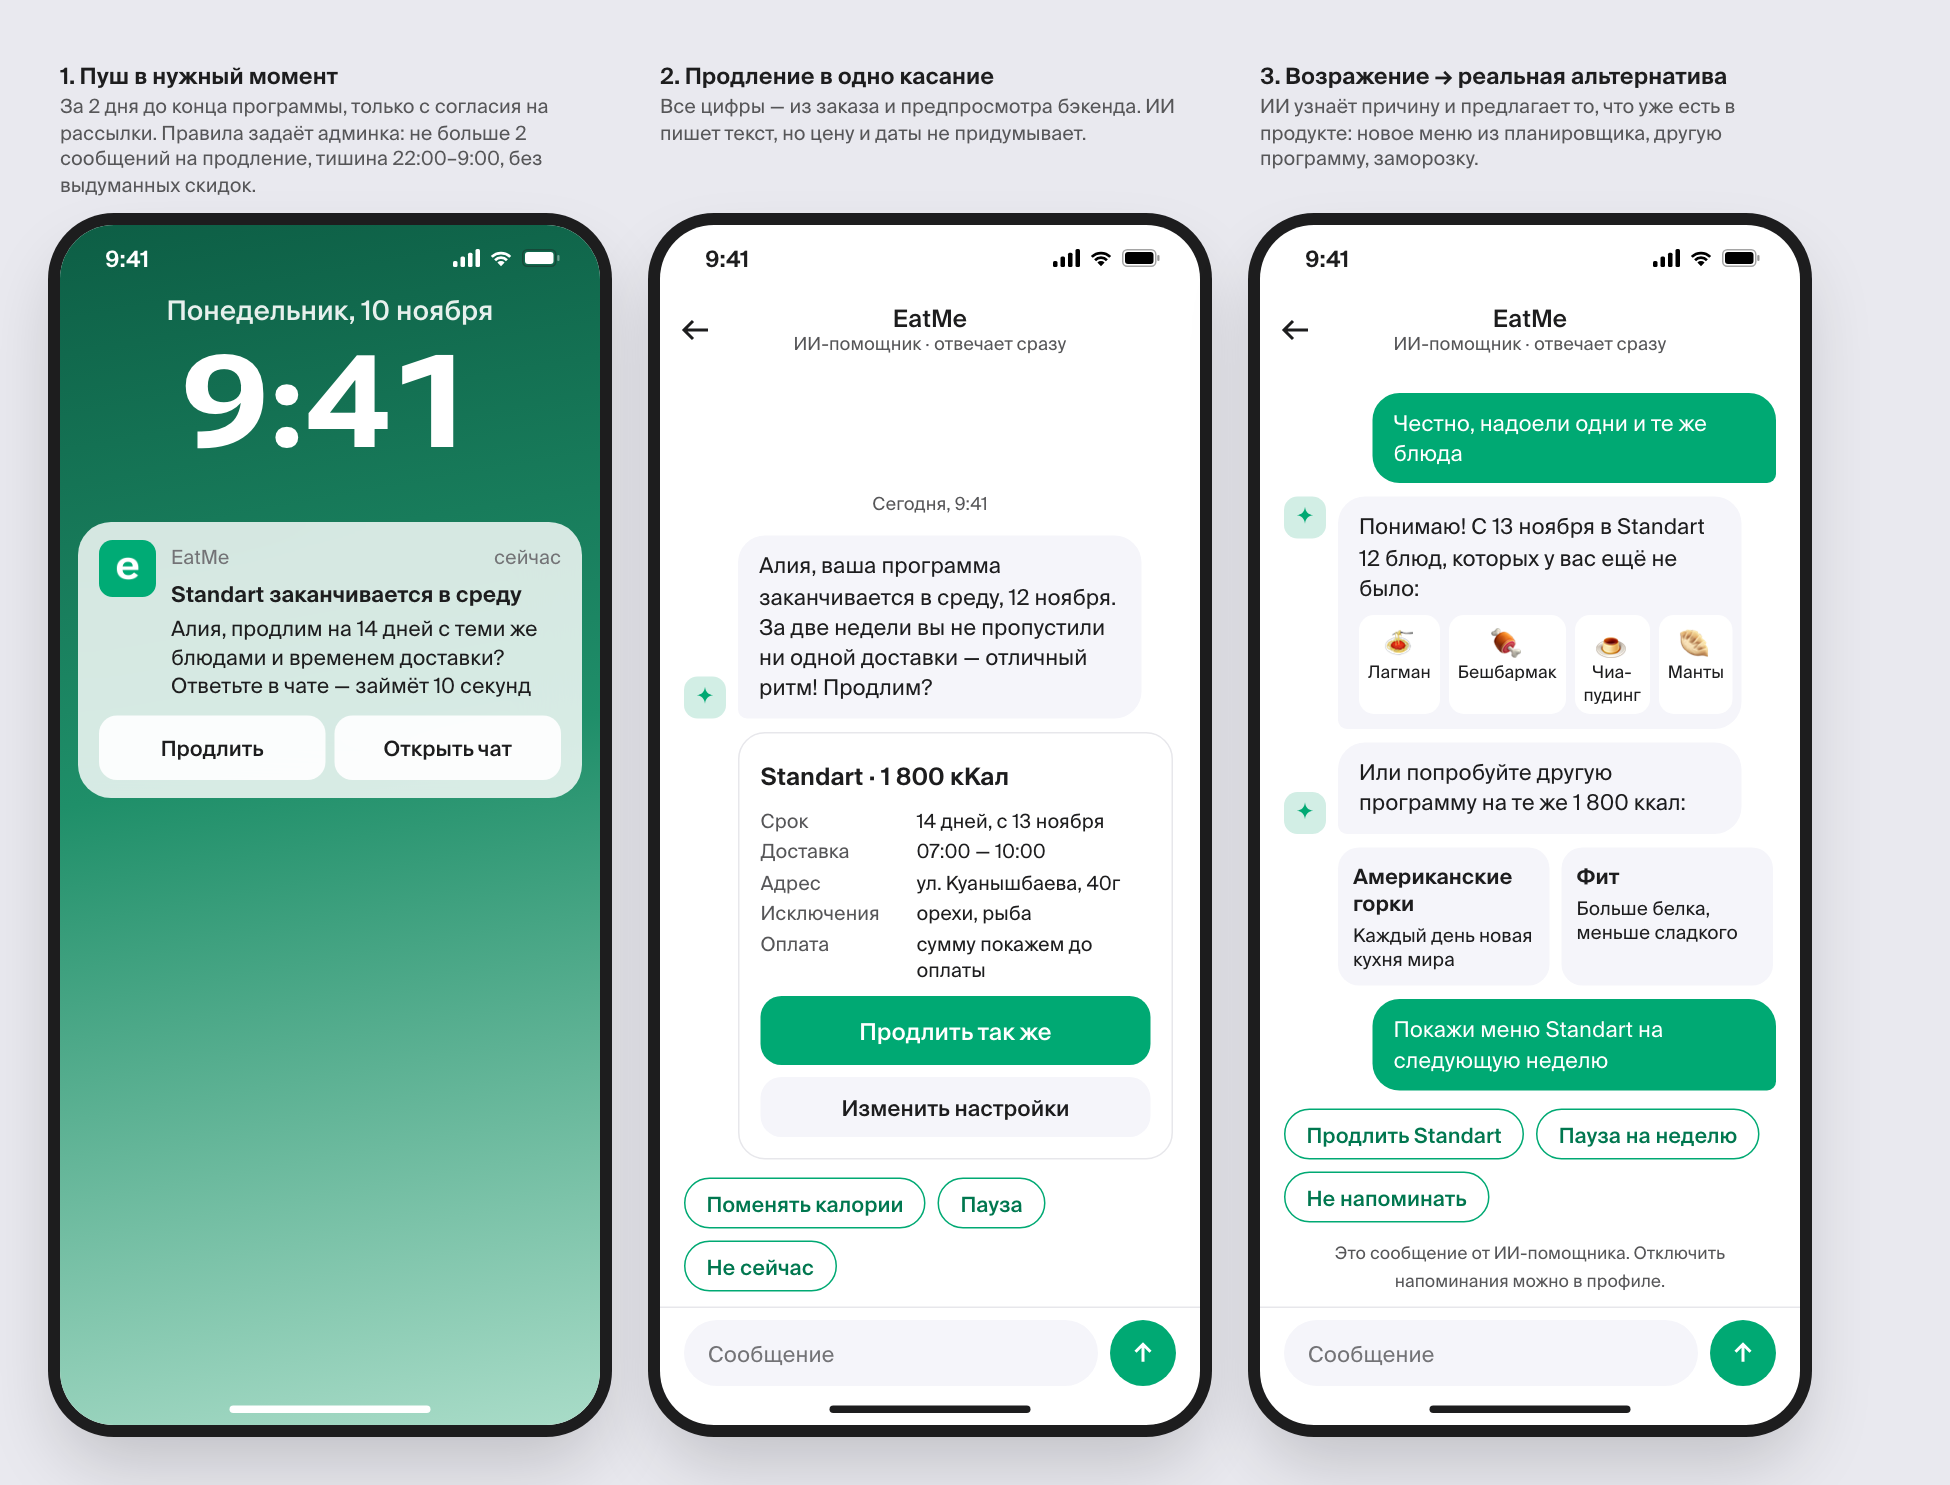 1. Пуш в нужный момент
За 2 дня до конца программы, только с согласия на
рассылки. Правила задаёт админка: не больше 2
сообщений на продление, тишина 22:00–9:00, без
выдуманных скидок.
9:41
Понедельник, 10 ноября
9:41
e
EatMe
сейчас
Standart заканчивается в среду
Алия, продлим на 14 дней с теми же
блюдами и временем доставки?
Ответьте в чате — займёт 10 секунд
Продлить
Открыть чат
2. Продление в одно касание
Все цифры — из заказа и предпросмотра бэкенда. ИИ
пишет текст, но цену и даты не придумывает.
9:41
EatMe
ИИ-помощник · отвечает сразу
Сегодня, 9:41
Алия, ваша программа
заканчивается в среду, 12 ноября.
За две недели вы не пропустили
ни одной доставки — отличный
ритм! Продлим?
Standart · 1 800 кКал
Срок 14 дней, с 13 ноября
Доставка 07:00 — 10:00
Адрес ул. Куанышбаева, 40г
Исключения орехи, рыба
Оплата сумму покажем до
оплаты
Продлить так же
Изменить настройки
Поменять калории
Пауза
Не сейчас
Сообщение
3. Возражение → реальная альтернатива
ИИ узнаёт причину и предлагает то, что уже есть в
продукте: новое меню из планировщика, другую
программу, заморозку.
9:41
EatMe
ИИ-помощник · отвечает сразу
Честно, надоели одни и те же
блюда
Понимаю! С 13 ноября в Standart
12 блюд, которых у вас ещё не
было:
Лагман
Бешбармак
Чиа-
пудинг
Манты
Или попробуйте другую
программу на те же 1 800 ккал:
Американские
горки
Каждый день новая
кухня мира
Фит
Больше белка,
меньше сладкого
Покажи меню Standart на
следующую неделю
Продлить Standart
Пауза на неделю
Не напоминать
Это сообщение от ИИ-помощника. Отключить
напоминания можно в профиле.
Сообщение